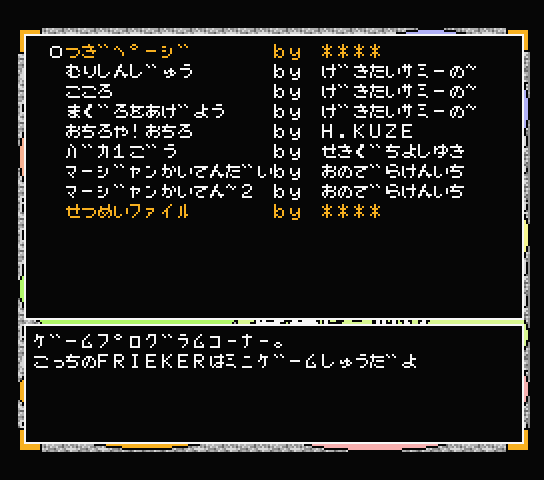 ○つぎ゛へ°ーシ゛ by ****
むりしんし゛ゅう by け゛きたいサミーの~
こころ by け゛きたいサミーの~
まく゛ろをあけ゛よう by け゛きたいサミーの~
おちろや!おちろ by H.KUZE
ハ゛カ1こ゛う by せきく゛ちよしゆき
マーシ゛ャンかいてんた゛い by おのて゛らけんいち
マーシ゛ャンかいてん~2 by おのて゛らけんいち
せつめいファイル by ****
ケ゛ームフ°ロク゛ラムコーナー。
こっちのFRIEKERはミニケ゛ームしゅうた゛よ